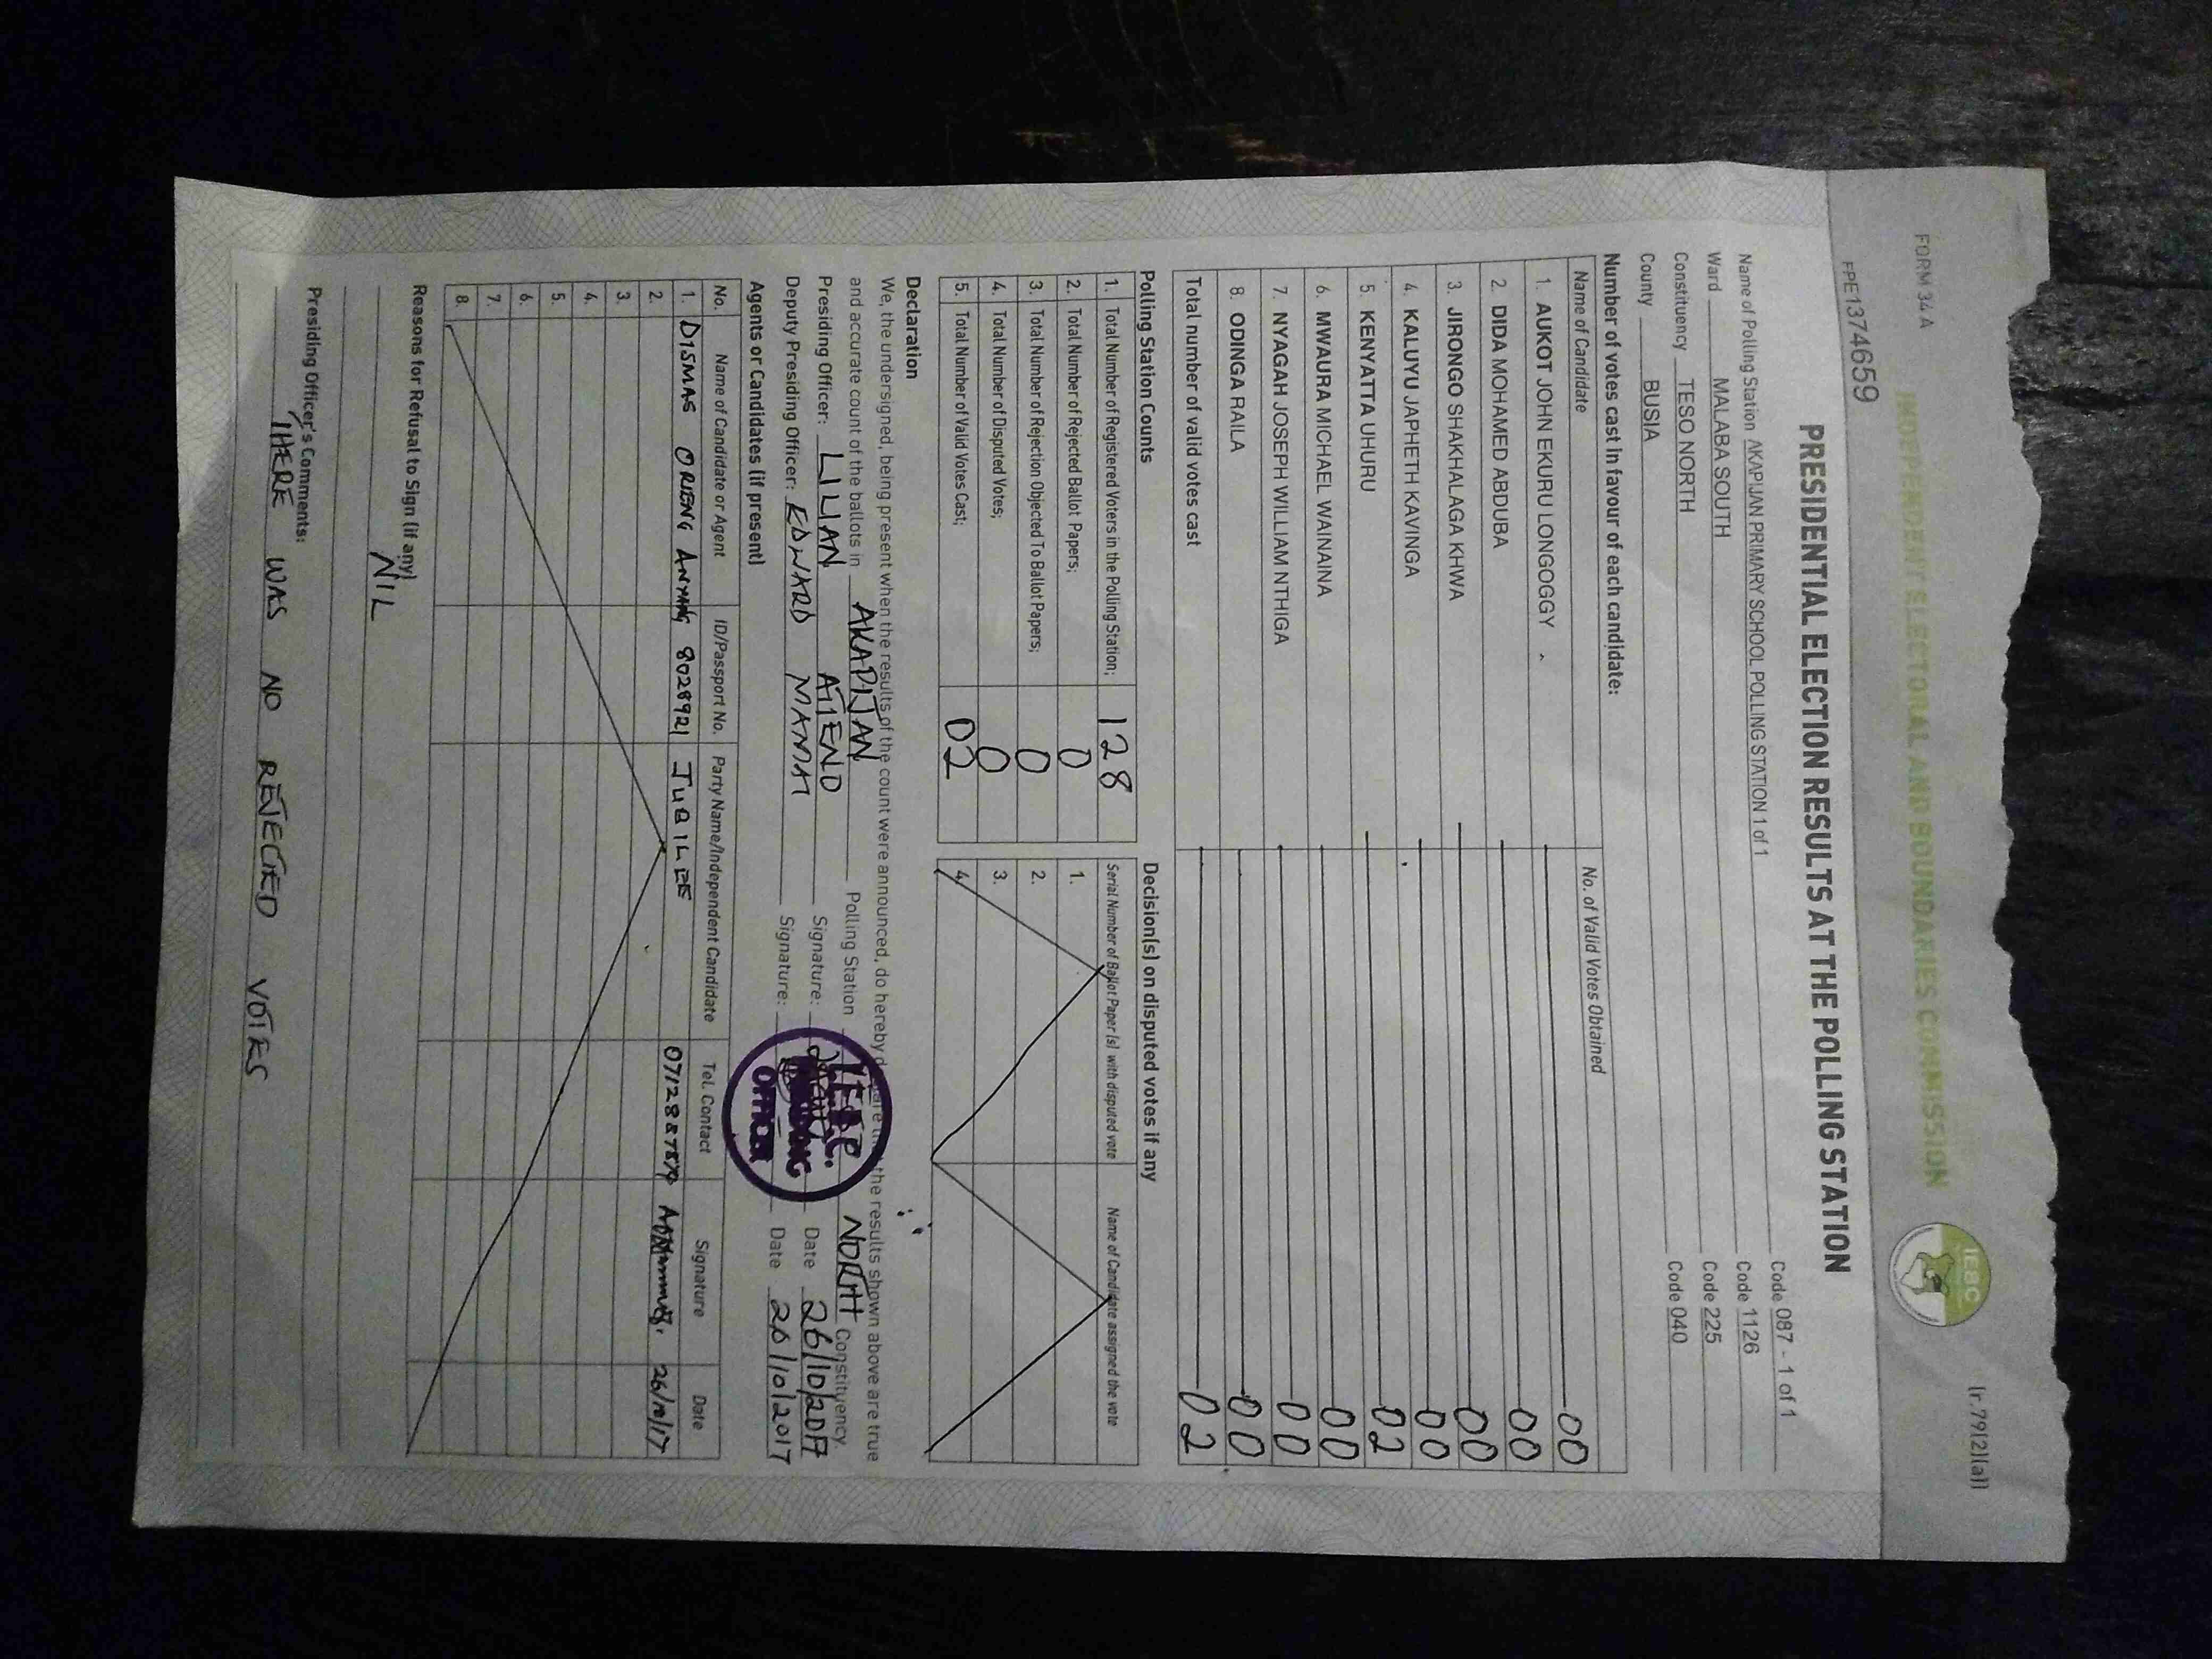 FORM 34 A
(r.79(2)(a))
INDEPENDENT ELECTORAL AND BOUNDARIES COMMISSION
IEBC
FPE1374659
PRESIDENTIAL ELECTION RESULTS AT THE POLLING STATION
Name of Polling Station AKAPIJAN PRIMARY SCHOOL POLLING STATION 1 of 1 Code 087 - 1 of 1
Ward MALABA SOUTH Code 1126
Constituency TESO NORTH Code 225
County BUSIA Code 040
Number of votes cast in favour of each candidate:
Name of Candidate No. of Valid Votes Obtained
1. AUKOT JOHN EKURU LONGOGGY 00
2. DIDA MOHAMED ABDUBA 00
3. JIRONGO SHAKHALAGA KHWA 00
4. KALUYU JAPHETH KAVINGA 00
5. KENYATTA UHURU 02
6. MWAURA MICHAEL WAINAINA 00
7. NYAGAH JOSEPH WILLIAM NTHIGA 00
8. ODINGA RAILA 00
Total number of valid votes cast 02
Polling Station Counts
1. Total Number of Registered Voters in the Polling Station; 128
2. Total Number of Rejected Ballot Papers; 0
3. Total Number of Rejection Objected To Ballot Papers; 0
4. Total Number of Disputed Votes; 0
5. Total Number of Valid Votes Cast; 02
Decision(s) on disputed votes if any
Serial Number of Ballot Paper(s) with disputed vote Name of Candidate assigned the vote
1.
2.
3.
4.
Declaration
We, the undersigned, being present when the results of the count were announced, do hereby the results shown above are true
and accurate count of the ballots in AKAPIJAN Polling Station NORTH Constituency
Presiding Officer: LILIAN ATIENO Signature: Date 26/10/2017
Deputy Presiding Officer: EDWARD Signature: Date 26/10/2017
OFFICER
Agents or Candidates (if present)
No. Name of Candidate or Agent ID/Passport No. Party Name/Independent Candidate Tel. Contact Signature Date
1. DISMAS 8028921 JUBILEE 26/10/17
2.
3.
4.
5.
6.
7.
8.
Reasons for Refusal to Sign (if any)
NIL
Presiding Officer's Comments:
THERE WAS NO REJECTED VOTES